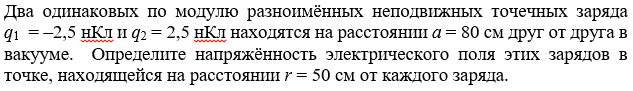 Два одинаковых по модулю разноимённых неподвижных точечных заряда
q₁ = –2,5 нКл и q₂ = 2,5 нКл находятся на расстоянии a = 80 см друг от друга в
вакууме. Определите напряжённость электрического поля этих зарядов в
точке, находящейся на расстоянии r = 50 см от каждого заряда.